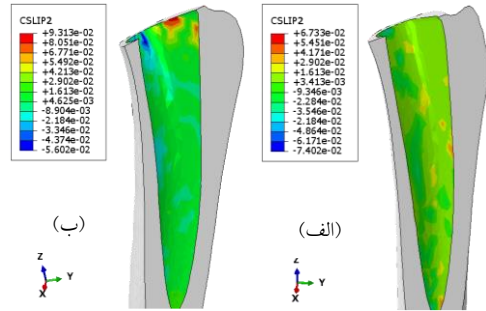 CSLIP2
+9.313e-02
+8.051e-02
+6.771e-02
+5.492e-02
+4.213e-02
+2.902e-02
+1.613e-02
+4.625e-03
-8.904e-03
-2.184e-02
-3.346e-02
-4.374e-02
-5.602e-02
(ب)
Z
Y
X
CSLIP2
+6.733e-02
+5.451e-02
+4.171e-02
+2.902e-02
+1.613e-02
+3.413e-03
-9.346e-03
-2.284e-02
-3.546e-02
-2.184e-02
-4.864e-02
-6.171e-02
-7.402e-02
(الف)
Z
Y
X